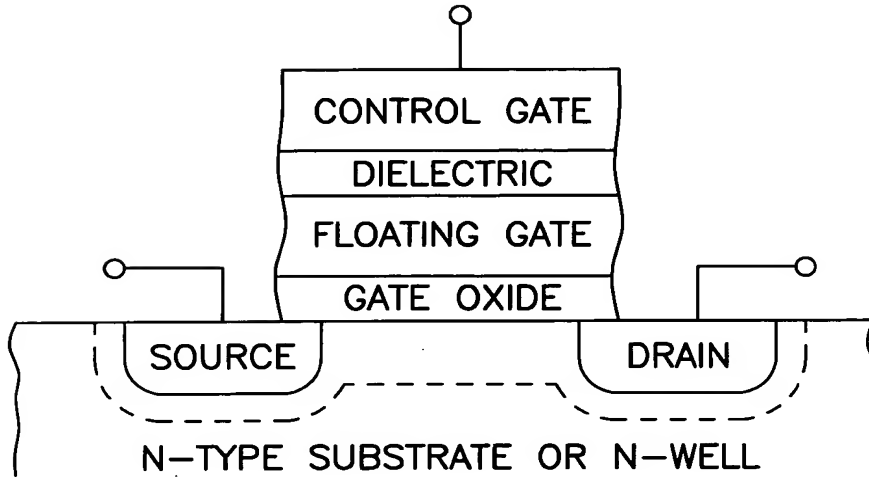 CONTROL GATE
DIELECTRIC
FLOATING GATE
GATE OXIDE
SOURCE
DRAIN
N-TYPE SUBSTRATE OR N-WELL